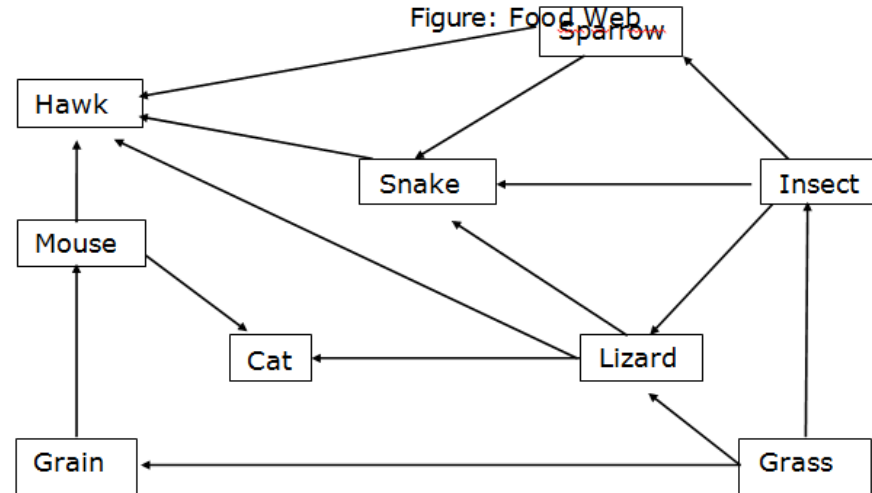 Figure: Food Web
Sparrow
Hawk
Snake
Insect
Mouse
Cat
Lizard
Grain
Grass